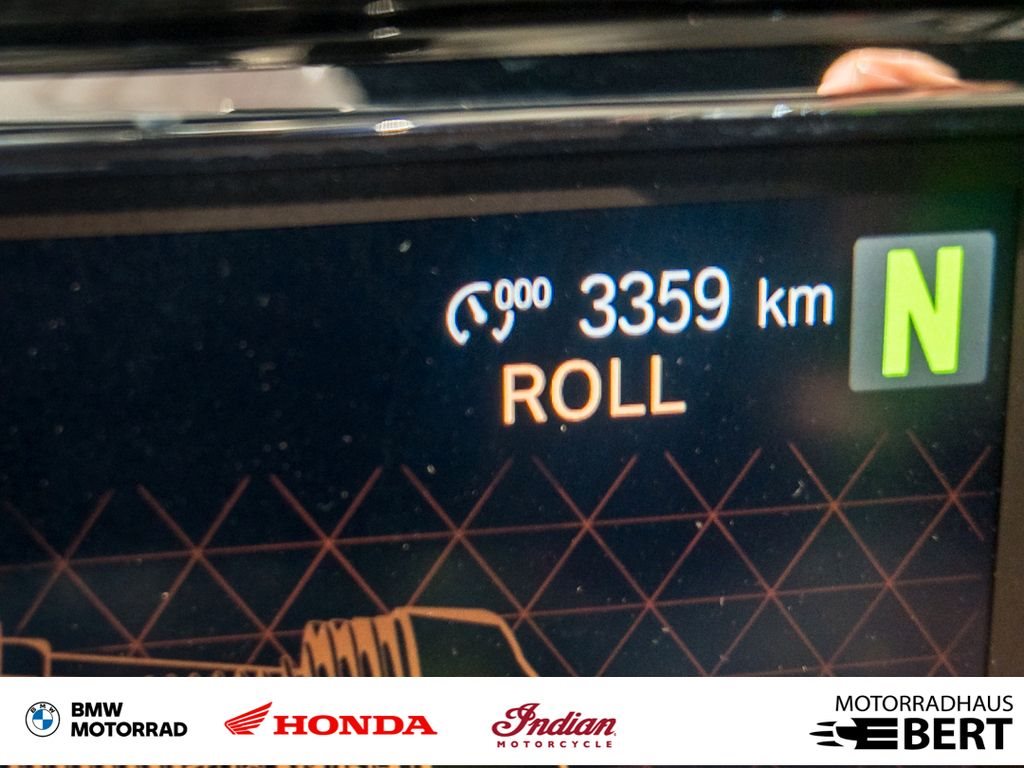 000 3359 km N
ROLL
BMW
MOTORRAD
HONDA
Indian
MOTORCYCLE
MOTORRADHAUS
EBERT